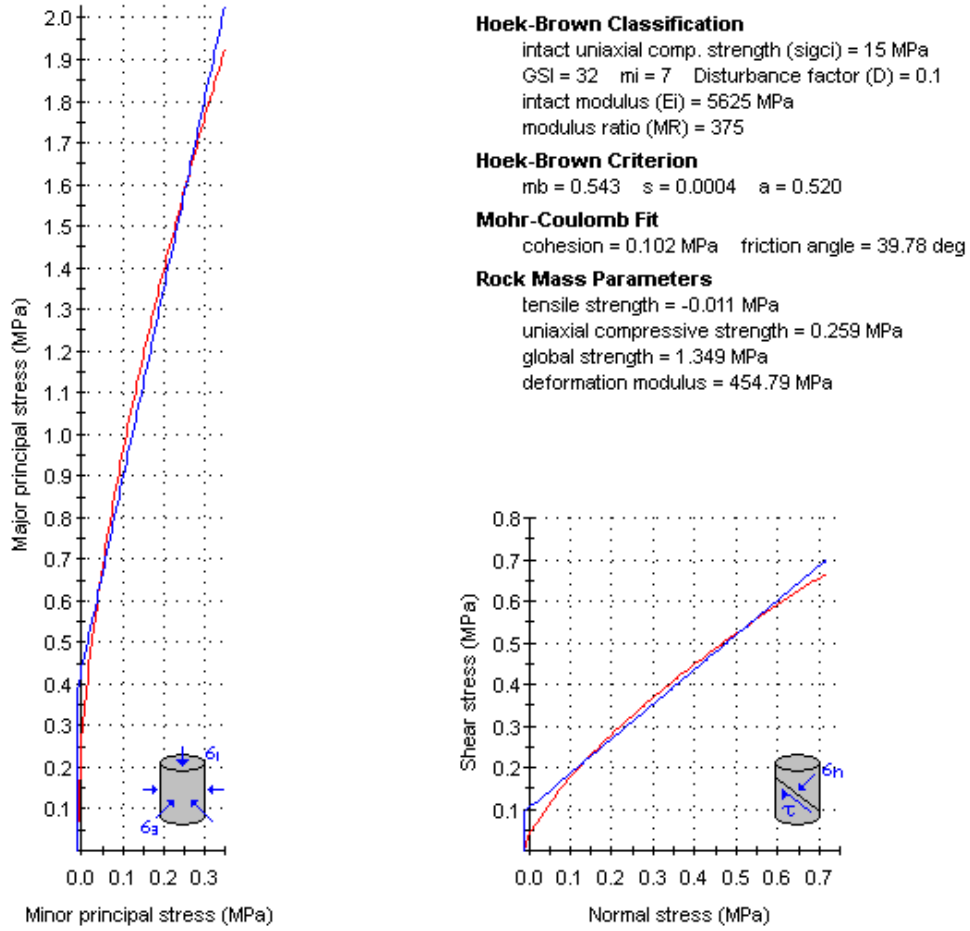 2.0
1.9
1.8
1.7
1.6
1.5
1.4
1.3
1.2
1.1
1.0
0.9
0.8
0.7
0.6
0.5
0.4
0.3
0.2
0.1
Major principal stress (MPa)
0.0 0.1 0.2 0.3
Minor principal stress (MPa)
σ1
σ3
Hoek-Brown Classification
intact uniaxial comp. strength (sigci) = 15 MPa
GSI = 32 mi = 7 Disturbance factor (D) = 0.1
intact modulus (Ei) = 5625 MPa
modulus ratio (MR) = 375
Hoek-Brown Criterion
mb = 0.543 s = 0.0004 a = 0.520
Mohr-Coulomb Fit
cohesion = 0.102 MPa friction angle = 39.78 deg
Rock Mass Parameters
tensile strength = -0.011 MPa
uniaxial compressive strength = 0.259 MPa
global strength = 1.349 MPa
deformation modulus = 454.79 MPa
0.8
0.7
0.6
0.5
0.4
0.3
0.2
0.1
Shear stress (MPa)
0.0 0.1 0.2 0.3 0.4 0.5 0.6 0.7
Normal stress (MPa)
σn
τ